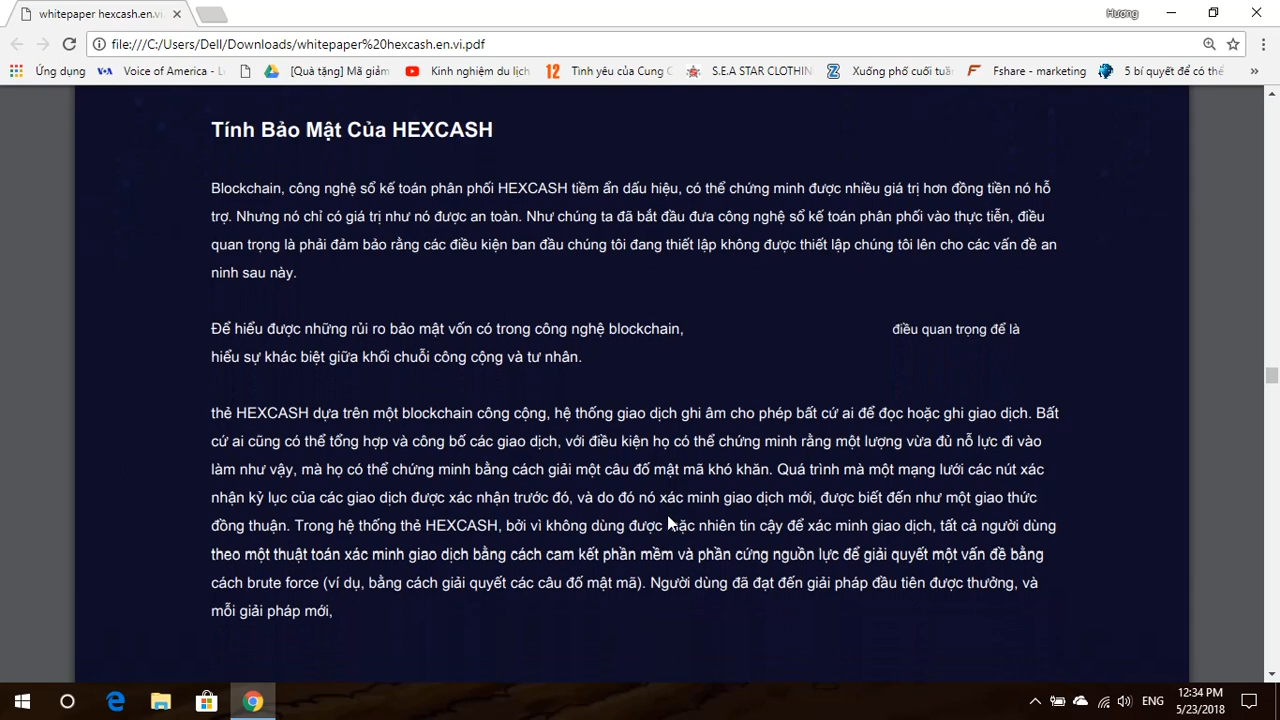 whitepaper hexcash.en.vi.
Hương
file:///C:/Users/Dell/Downloads/whitepaper%20hexcash.en.vi.pdf
Ứng dụng
Voice of America - L
[Quà tặng] Mã giảm
Kinh nghiệm du lịch
12 Tình yêu của Cung
S.E.A STAR CLOTHIN
Xuống phố cuối tuần
Fshare - marketing
5 bí quyết để có thể
Tính Bảo Mật Của HEXCASH
Blockchain, công nghệ sổ kế toán phân phối HEXCASH tiềm ẩn dấu hiệu, có thể chứng minh được nhiều giá trị hơn đồng tiền nó hỗ
trợ. Nhưng nó chỉ có giá trị như nó được an toàn. Như chúng ta đã bắt đầu đưa công nghệ sổ kế toán phân phối vào thực tiễn, điều
quan trọng là phải đảm bảo rằng các điều kiện ban đầu chúng tôi đang thiết lập không được thiết lập chúng tôi lên cho các vấn đề an
ninh sau này.
Để hiểu được những rủi ro bảo mật vốn có trong công nghệ blockchain, điều quan trọng để là
hiểu sự khác biệt giữa khối chuỗi công cộng và tư nhân.
thẻ HEXCASH dựa trên một blockchain công cộng, hệ thống giao dịch ghi âm cho phép bất cứ ai để đọc hoặc ghi giao dịch. Bất
cứ ai cũng có thể tổng hợp và công bố các giao dịch, với điều kiện họ có thể chứng minh rằng một lượng vừa đủ nỗ lực đi vào
làm như vậy, mà họ có thể chứng minh bằng cách giải một câu đố mật mã khó khăn. Quá trình mà một mạng lưới các nút xác
nhận kỷ lục của các giao dịch được xác nhận trước đó, và do đó nó xác minh giao dịch mới, được biết đến như một giao thức
đồng thuận. Trong hệ thống thẻ HEXCASH, bởi vì không dùng được mặc nhiên tin cậy để xác minh giao dịch, tất cả người dùng
theo một thuật toán xác minh giao dịch bằng cách cam kết phần mềm và phần cứng nguồn lực để giải quyết một vấn đề bằng
cách brute force (ví dụ, bằng cách giải quyết các câu đố mật mã). Người dùng đã đạt đến giải pháp đầu tiên được thưởng, và
mỗi giải pháp mới,
ENG
12:34 PM
5/23/2018